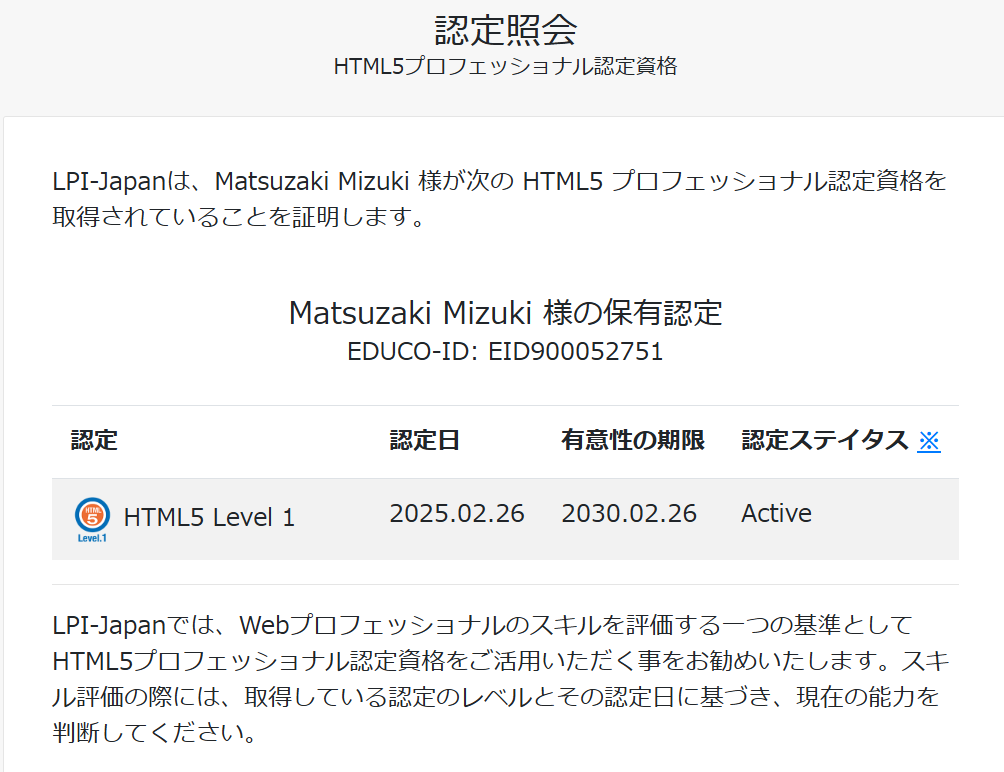 認定照会
HTML5プロフェッショナル認定資格
LPI-Japanは、Matsuzaki Mizuki 様が次の HTML5 プロフェッショナル認定資格を
取得されていることを証明します。
Matsuzaki Mizuki 様の保有認定
EDUCO-ID: EID900052751
認定 認定日 有意性の期限 認定ステイタス ※
HTML 5 Level.1 HTML5 Level 1 2025.02.26 2030.02.26 Active
LPI-Japanでは、Webプロフェッショナルのスキルを評価する一つの基準として
HTML5プロフェッショナル認定資格をご活用いただく事をお勧めいたします。スキ
ル評価の際には、取得している認定のレベルとその認定日に基づき、現在の能力を
判断してください。